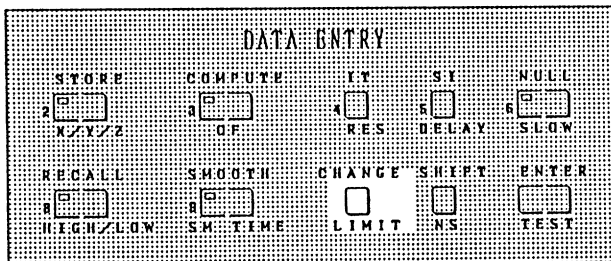 DATA ENTRY
STORE COMPUTE IT SI NULL
2 3 4 5 6
X/Y/Z OF RES DELAY SLOW
RECALL SMOOTH CHANGE SHIFT ENTER
8 9
HIGH/LOW SM TIME LIMIT NS TEST